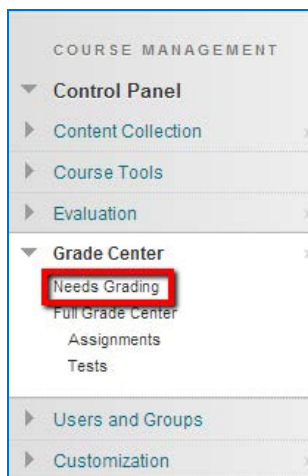 COURSE MANAGEMENT
Control Panel
Content Collection
Course Tools
Evaluation
Grade Center
Needs Grading
Full Grade Center
Assignments
Tests
Users and Groups
Customization